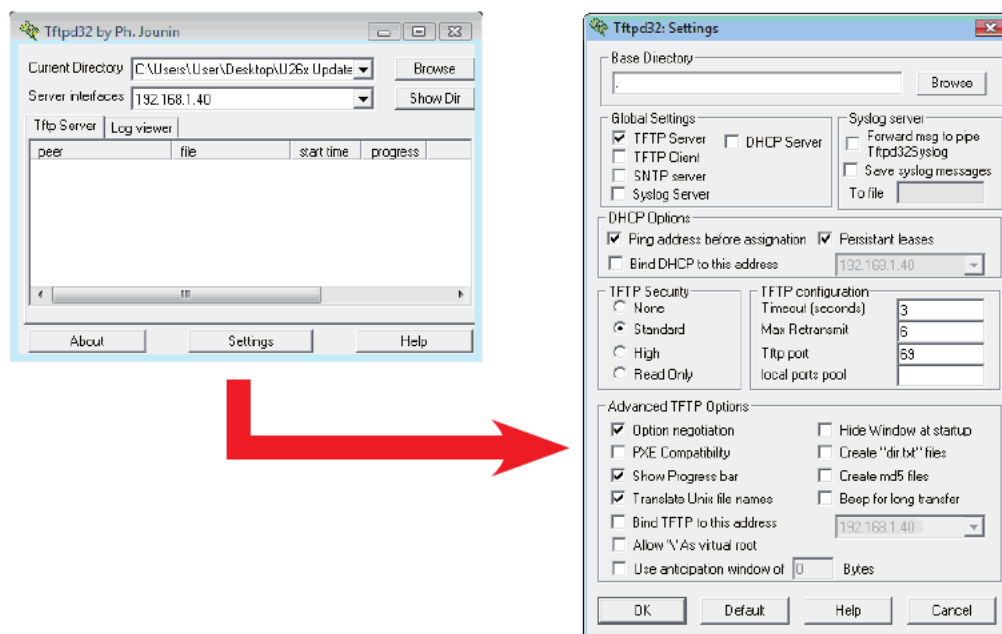 Tftpd32 by Ph. Jounin
Current Directory C:\Users\User\Desktop\U26x Update Browse
Server interfaces 192.168.1.40 Show Dir
Tftp Server Log viewer
peer file start time progress
About Settings Help
Tftpd32: Settings
Base Directory
. Browse
Global Settings Syslog server
TFTP Server DHCP Server Forward msg to pipe
TFTP Client Tftpd32Syslog
SNTP server Save syslog messages
Syslog Server To file
DHCP Options
Ping address before assignation Persistant leases
Bind DHCP to this address 192.168.1.40
TFTP Security TFTP configuration
None Timeout (seconds) 3
Standard Max Retransmit 6
High Tftp port 69
Read Only local ports pool
Advanced TFTP Options
Option negotiation Hide Window at startup
PXE Compatibility Create "dir.txt" files
Show Progress bar Create md5 files
Translate Unix file names Beep for long transfer
Bind TFTP to this address 192.168.1.40
Allow '\' As virtual root
Use anticipation window of 0 Bytes
OK Default Help Cancel